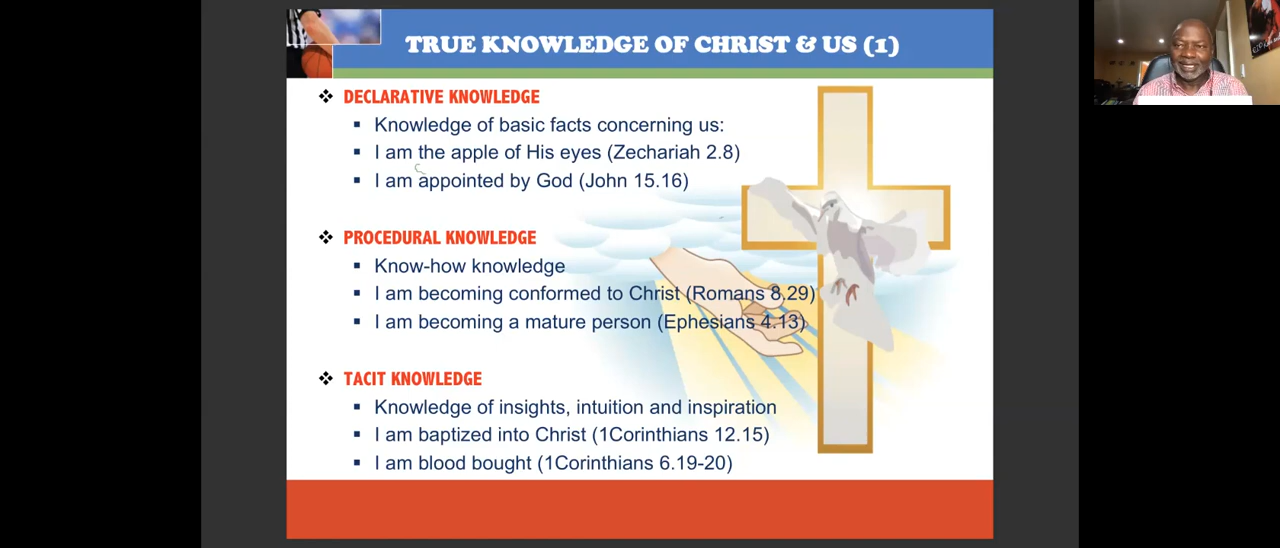 TRUE KNOWLEDGE OF CHRIST & US (1)
DECLARATIVE KNOWLEDGE
Knowledge of basic facts concerning us:
I am the apple of His eyes (Zechariah 2.8)
I am appointed by God (John 15.16)
PROCEDURAL KNOWLEDGE
Know-how knowledge
I am becoming conformed to Christ (Romans 8.29)
I am becoming a mature person (Ephesians 4.13)
TACIT KNOWLEDGE
Knowledge of insights, intuition and inspiration
I am baptized into Christ (1Corinthians 12.15)
I am blood bought (1Corinthians 6.19-20)